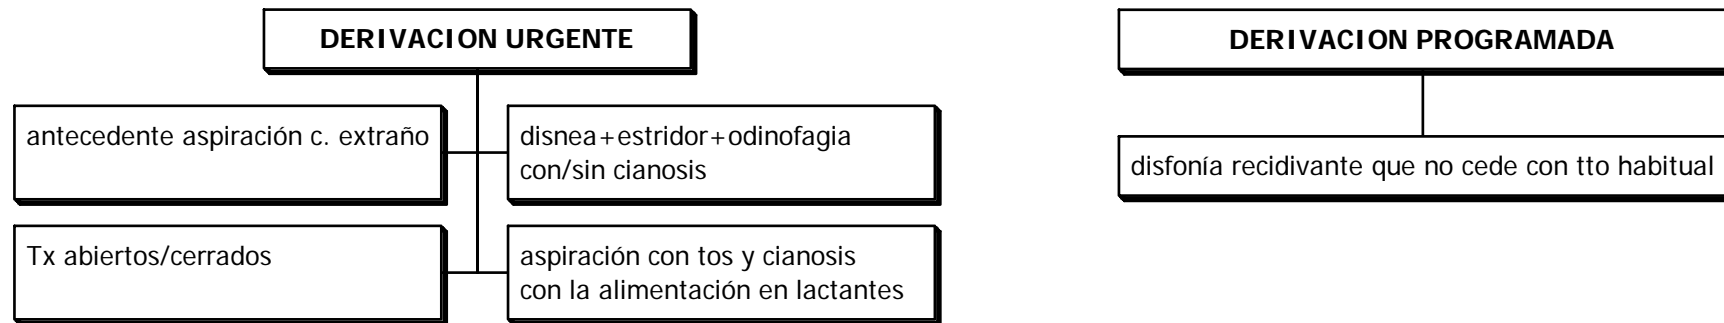 DERIVACION URGENTE
antecedente aspiración c. extraño
disnea+estridor+odinofagia
con/sin cianosis
Tx abiertos/cerrados
aspiración con tos y cianosis
con la alimentación en lactantes
DERIVACION PROGRAMADA
disfonía recidivante que no cede con tto habitual